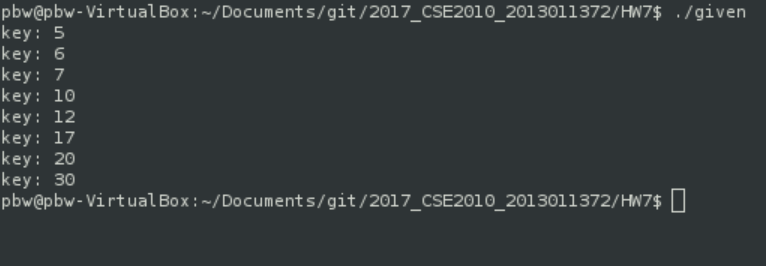 pbw@pbw-VirtualBox:~/Documents/git/2017_CSE2010_2013011372/HW7$ ./given
key: 5
key: 6
key: 7
key: 10
key: 12
key: 17
key: 20
key: 30
pbw@pbw-VirtualBox:~/Documents/git/2017_CSE2010_2013011372/HW7$